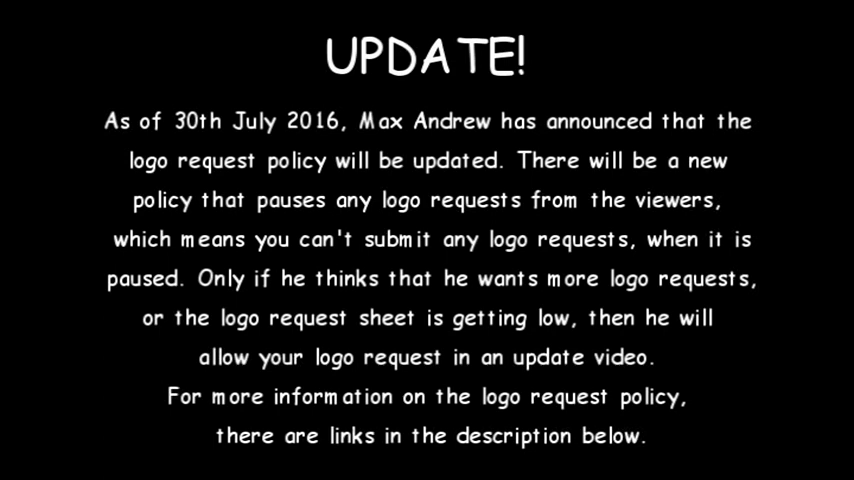 UPDATE!
As of 30th July 2016, Max Andrew has announced that the
logo request policy will be updated. There will be a new
policy that pauses any logo requests from the viewers,
which means you can't submit any logo requests, when it is
paused. Only if he thinks that he wants more logo requests,
or the logo request sheet is getting low, then he will
allow your logo request in an update video.
For more information on the logo request policy,
there are links in the description below.